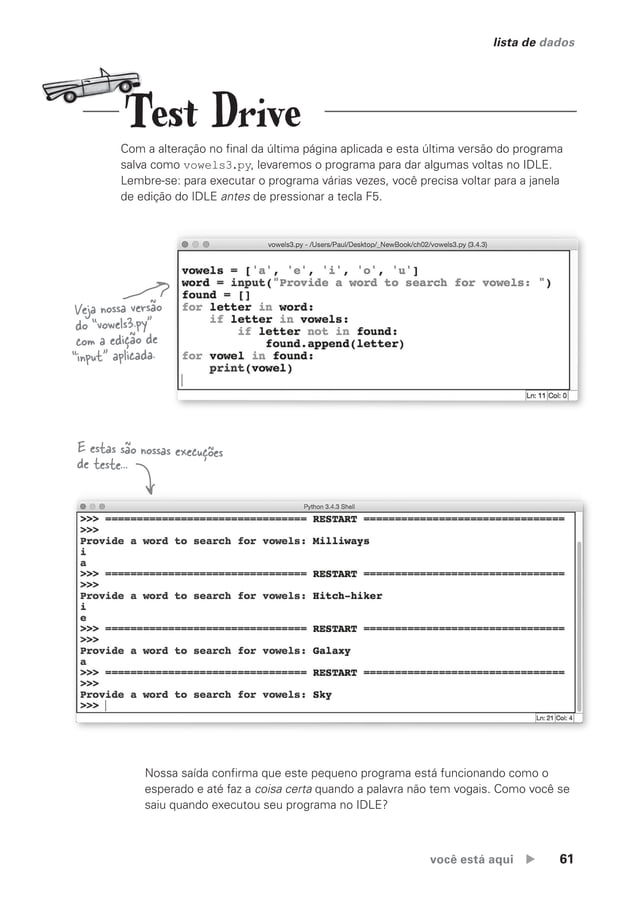 lista de dados
Test Drive
Com a alteração no final da última página aplicada e esta última versão do programa
salva como vowels3.py, levaremos o programa para dar algumas voltas no IDLE.
Lembre-se: para executar o programa várias vezes, você precisa voltar para a janela
de edição do IDLE antes de pressionar a tecla F5.
vowels3.py - /Users/Paul/Desktop/_NewBook/ch02/vowels3.py (3.4.3)
vowels = ['a', 'e', 'i', 'o', 'u']
word = input("Provide a word to search for vowels: ")
found = []
for letter in word:
    if letter in vowels:
        if letter not in found:
            found.append(letter)
for vowel in found:
    print(vowel)
Ln: 11 Col: 0
Veja nossa versão
do "vowels3.py"
com a edição de
"input" aplicada.
E estas são nossas execuções
de teste...
Python 3.4.3 Shell
>>> ================================ RESTART ================================
>>>
Provide a word to search for vowels: Milliways
i
a
>>> ================================ RESTART ================================
>>>
Provide a word to search for vowels: Hitch-hiker
i
e
>>> ================================ RESTART ================================
>>>
Provide a word to search for vowels: Galaxy
a
>>> ================================ RESTART ================================
>>>
Provide a word to search for vowels: Sky
>>>
Ln: 21 Col: 4
Nossa saída confirma que este pequeno programa está funcionando como o
esperado e até faz a coisa certa quando a palavra não tem vogais. Como você se
saiu quando executou seu programa no IDLE?
você está aqui ▶ 61